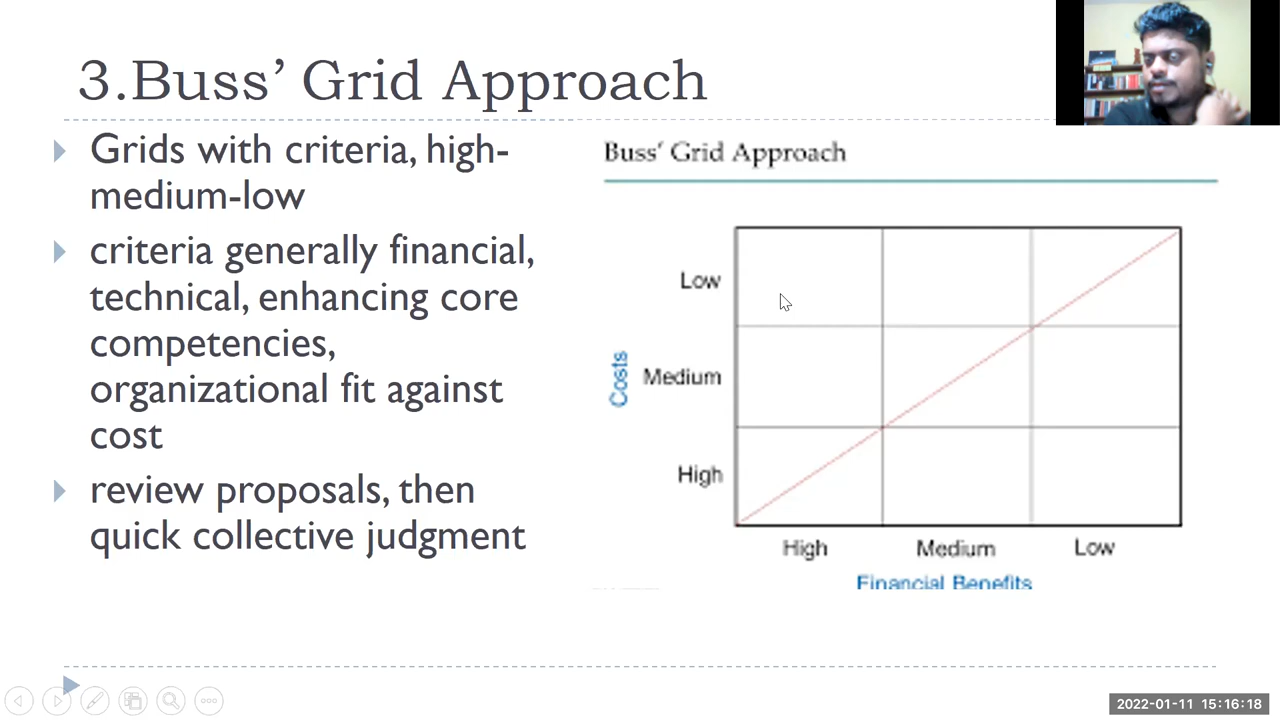 3.Buss’ Grid Approach
Grids with criteria, high-
medium-low
criteria generally financial,
technical, enhancing core
competencies,
organizational fit against
cost
review proposals, then
quick collective judgment
Buss’ Grid Approach
Low
Costs
Medium
High
High Medium Low
Financial Benefits
2022-01-11 15:16:18